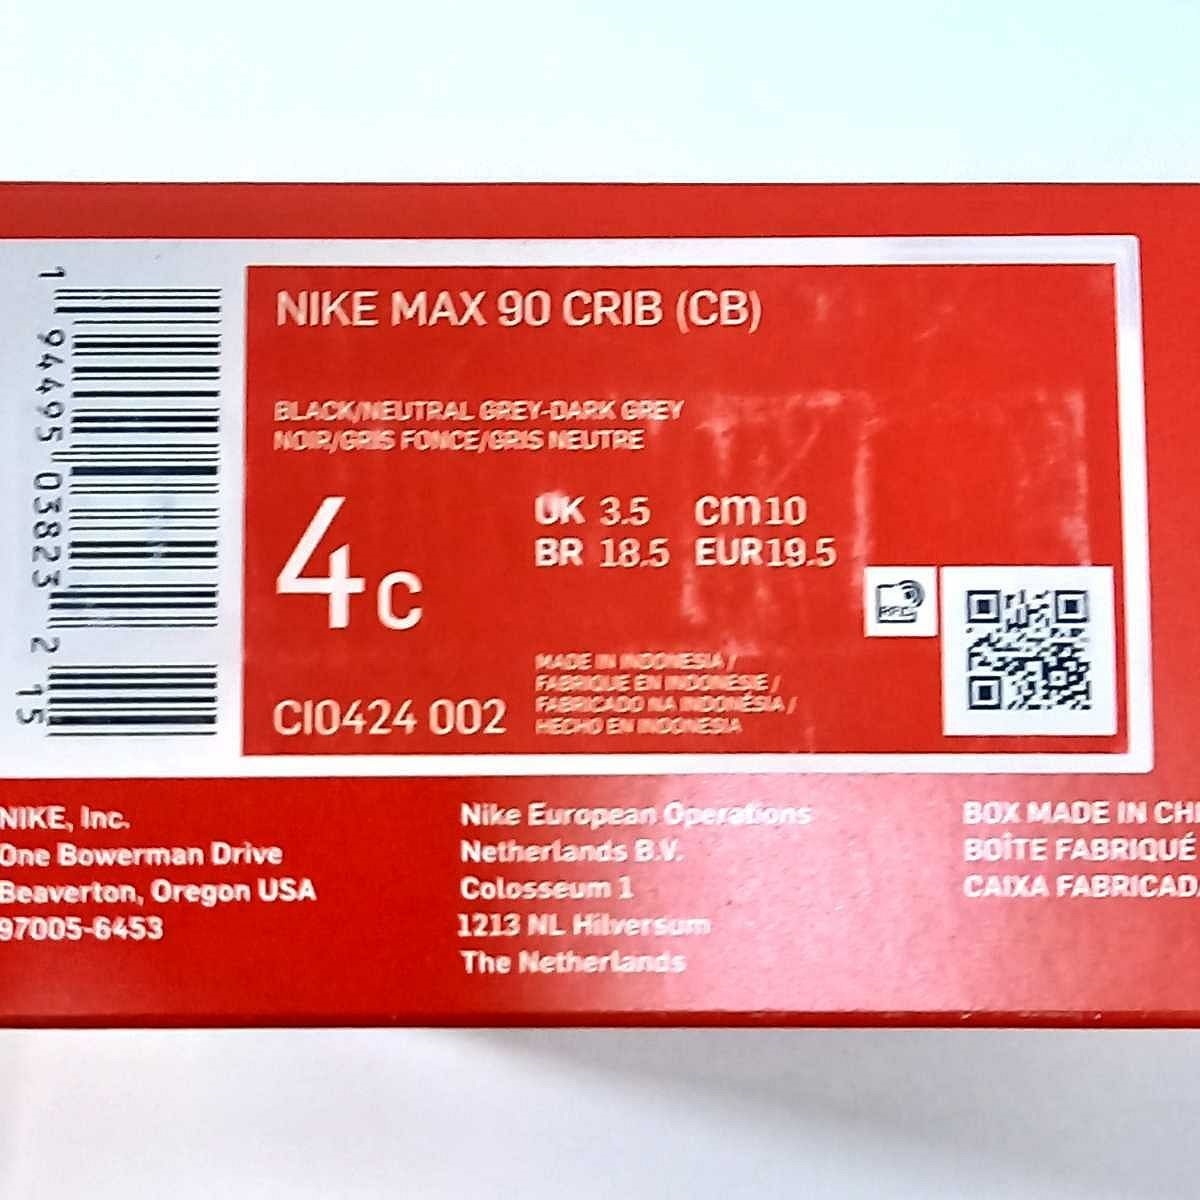 NIKE MAX 90 CRIB (CB)
BLACK/NEUTRAL GREY-DARK GREY
NOIR/GRIS FONCE/GRIS NEUTRE
4C
UK 3.5 cm 10
BR 18.5 EUR 19.5
CI0424 002
MADE IN INDONESIA /
FABRIQUE EN INDONESIE /
FABRICADO NA INDONÉSIA /
HECHO EN INDONESIA
RFID
1 94495 03823 2 15
NIKE, Inc.
One Bowerman Drive
Beaverton, Oregon USA
97005-6453
Nike European Operations
Netherlands B.V.
Colosseum 1
1213 NL Hilversum
The Netherlands
BOX MADE IN CHI
BOÎTE FABRIQUÉ
CAIXA FABRICAD